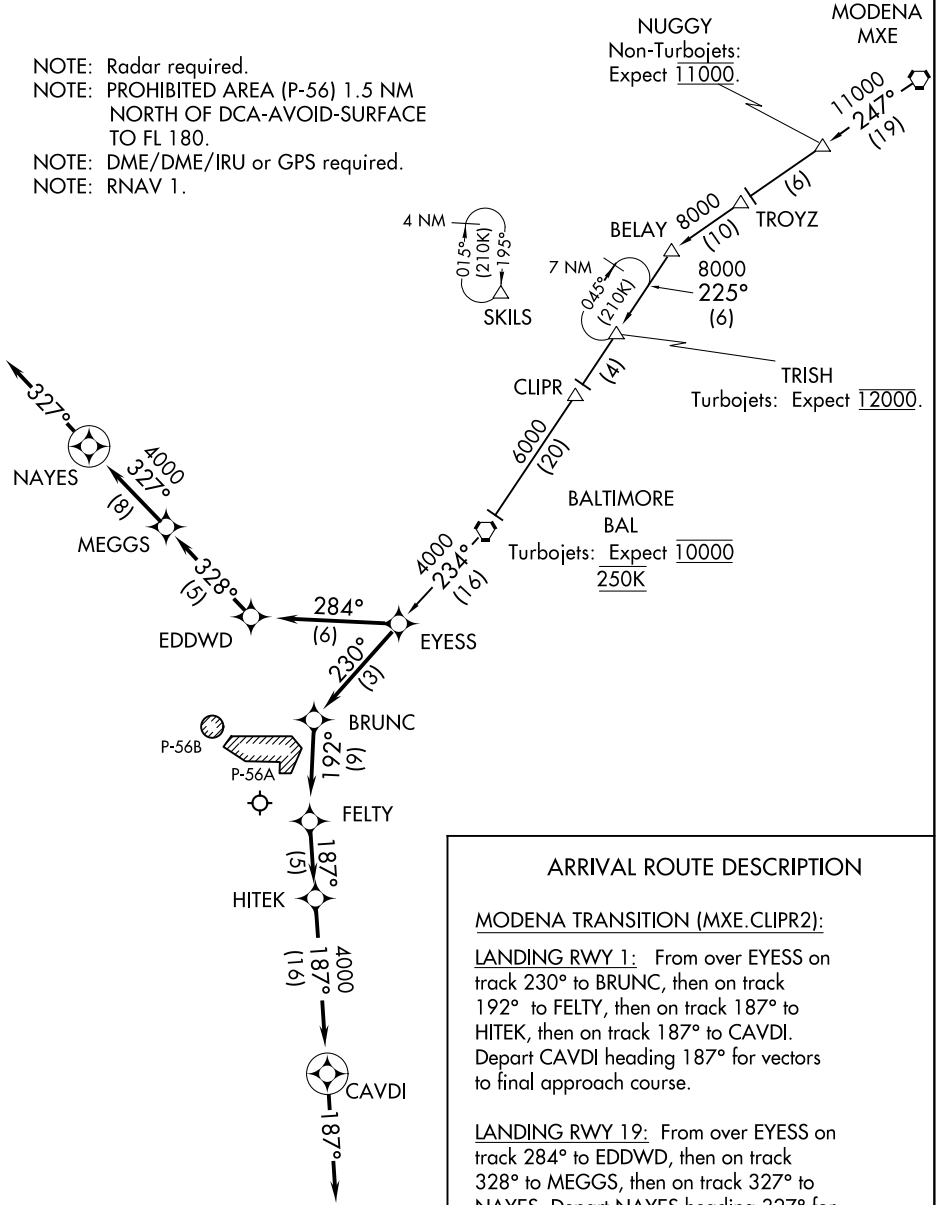 NOTE: Radar required.
NOTE: PROHIBITED AREA (P-56) 1.5 NM
NORTH OF DCA-AVOID-SURFACE
TO FL 180.
NOTE: DME/DME/IRU or GPS required.
NOTE: RNAV 1.
NUGGY
Non-Turbojets:
Expect 11000.
MODENA
MXE
11000
247°
(19)
(6)
TROYZ
8000
(10)
BELAY
8000
225°
(6)
4 NM
015°
(210K)
195°
SKILS
7 NM
045°
(210K)
TRISH
Turbojets: Expect 12000.
(4)
CLIPR
6000
(20)
BALTIMORE
BAL
Turbojets: Expect 10000
250K
4000
234°
(16)
327°
NAYES
4000
327°
(8)
MEGGS
328°
(5)
EDDWD
284°
(6)
EYESS
230°
(3)
BRUNC
P-56B
P-56A
192°
(9)
FELTY
187°
(5)
HITEK
4000
187°
(16)
CAVDI
187°
ARRIVAL ROUTE DESCRIPTION
MODENA TRANSITION (MXE.CLIPR2):
LANDING RWY 1: From over EYESS on
track 230° to BRUNC, then on track
192° to FELTY, then on track 187° to
HITEK, then on track 187° to CAVDI.
Depart CAVDI heading 187° for vectors
to final approach course.
LANDING RWY 19: From over EYESS on
track 284° to EDDWD, then on track
328° to MEGGS, then on track 327° to
NAYES. Depart NAYES heading 327° for